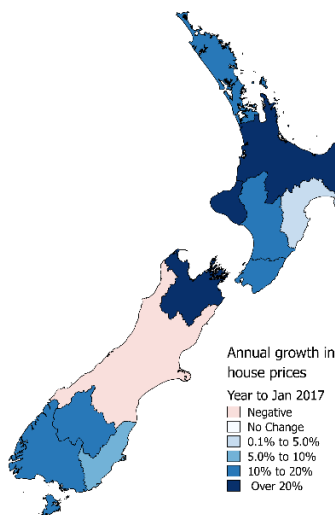 Annual growth in
house prices
Year to Jan 2017
Negative
No Change
0.1% to 5.0%
5.0% to 10%
10% to 20%
Over 20%